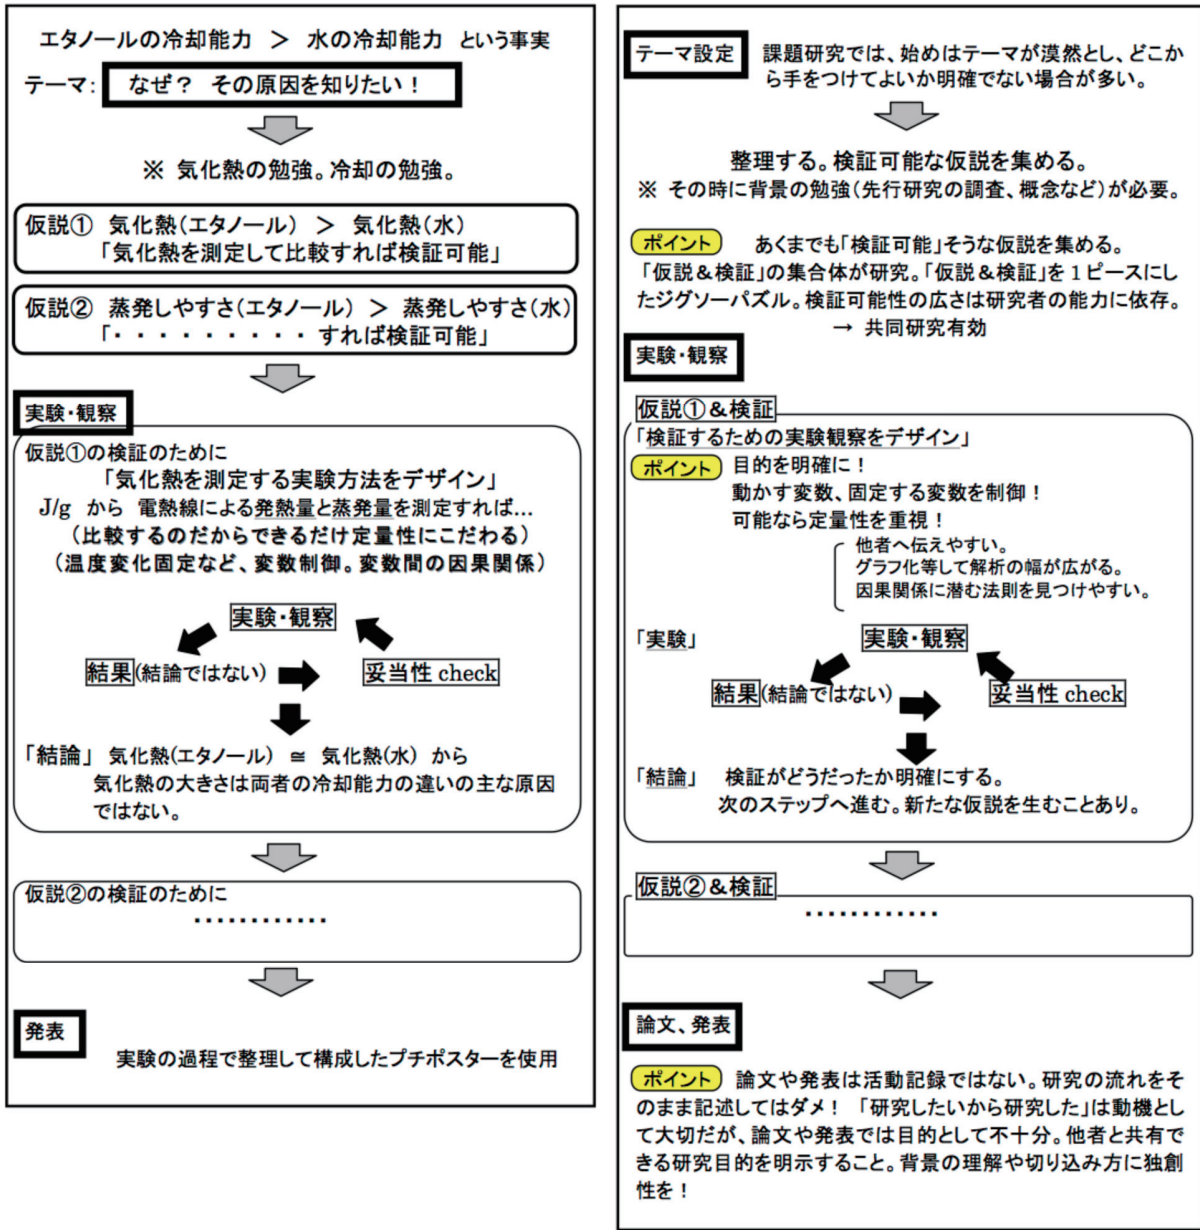 エタノールの冷却能力 ＞ 水の冷却能力 という事実
テーマ： なぜ？ その原因を知りたい！
※ 気化熱の勉強。冷却の勉強。
仮説① 気化熱(エタノール) ＞ 気化熱(水)
「気化熱を測定して比較すれば検証可能」
仮説② 蒸発しやすさ(エタノール) ＞ 蒸発しやすさ(水)
「・・・・・・・・・ すれば検証可能」
実験・観察
仮説①の検証のために
「気化熱を測定する実験方法をデザイン」
J/g から 電熱線による発熱量と蒸発量を測定すれば…
（比較するのだからできるだけ定量性にこだわる）
（温度変化固定など、変数制御。変数間の因果関係）
実験・観察
結果(結論ではない)
妥当性 check
「結論」 気化熱(エタノール) ≅ 気化熱(水) から
気化熱の大きさは両者の冷却能力の違いの主な原因
ではない。
仮説②の検証のために
・・・・・・・・・・・・
発表
実験の過程で整理して構成したプチポスターを使用
テーマ設定 課題研究では、始めはテーマが漠然とし、どこか
ら手をつけてよいか明確でない場合が多い。
整理する。検証可能な仮説を集める。
※ その時に背景の勉強(先行研究の調査、概念など)が必要。
ポイント あくまでも「検証可能」そうな仮説を集める。
「仮説＆検証」の集合体が研究。「仮説＆検証」を１ピースにし
たジグソーパズル。検証可能性の広さは研究者の能力に依存。
→ 共同研究有効
実験・観察
仮説①＆検証
「検証するための実験観察をデザイン」
ポイント 目的を明確に！
動かす変数、固定する変数を制御！
可能なら定量性を重視！
他者へ伝えやすい。
グラフ化等して解析の幅が広がる。
因果関係に潜む法則を見つけやすい。
「実験」 実験・観察
結果(結論ではない)
妥当性 check
「結論」 検証がどうだったか明確にする。
次のステップへ進む。新たな仮説を生むことあり。
仮説②＆検証
・・・・・・・・・・・・
論文、発表
ポイント 論文や発表は活動記録ではない。研究の流れをそ
のまま記述してはダメ！ 「研究したいから研究した」は動機とし
て大切だが、論文や発表では目的として不十分。他者と共有で
きる研究目的を明示すること。背景の理解や切り込み方に独創
性を！